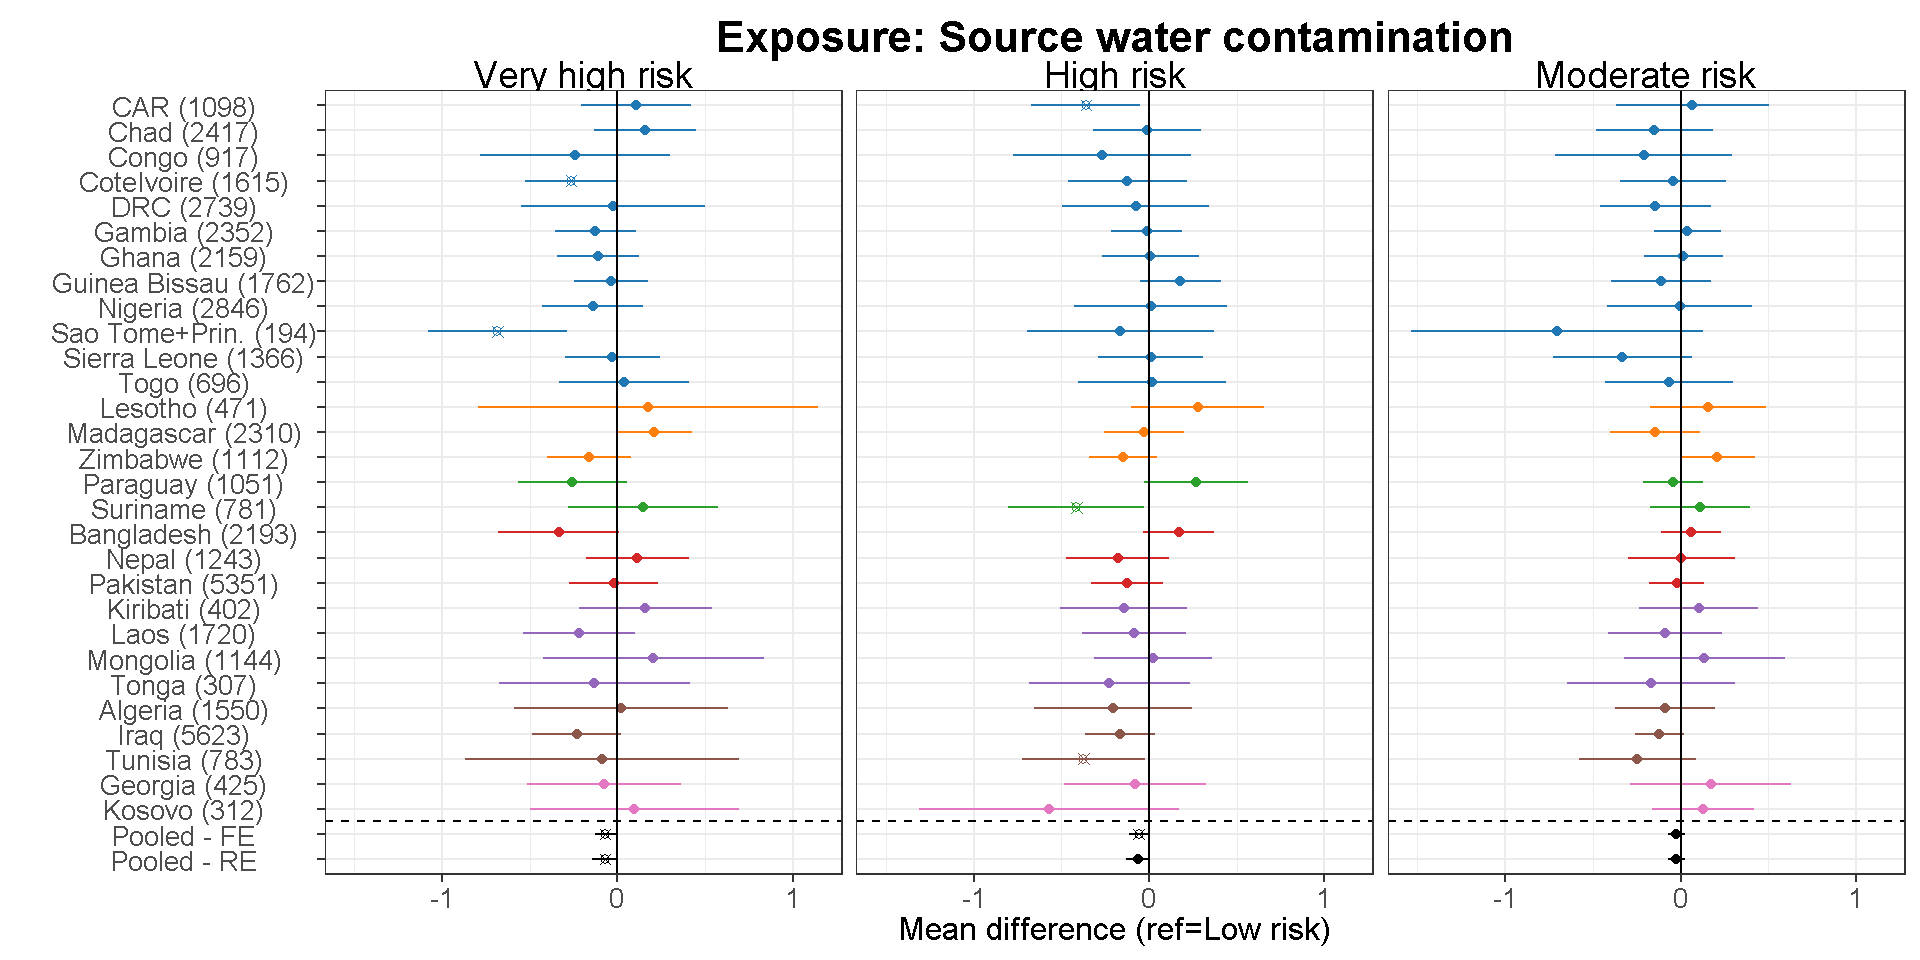 Exposure: Source water contamination
Very high risk
High risk
Moderate risk
CAR (1098)
Chad (2417)
Congo (917)
CoteIvoire (1615)
DRC (2739)
Gambia (2352)
Ghana (2159)
Guinea Bissau (1762)
Nigeria (2846)
Sao Tome+Prin. (194)
Sierra Leone (1366)
Togo (696)
Lesotho (471)
Madagascar (2310)
Zimbabwe (1112)
Paraguay (1051)
Suriname (781)
Bangladesh (2193)
Nepal (1243)
Pakistan (5351)
Kiribati (402)
Laos (1720)
Mongolia (1144)
Tonga (307)
Algeria (1550)
Iraq (5623)
Tunisia (783)
Georgia (425)
Kosovo (312)
Pooled - FE
Pooled - RE
-1 0 1
-1 0 1
-1 0 1
Mean difference (ref=Low risk)